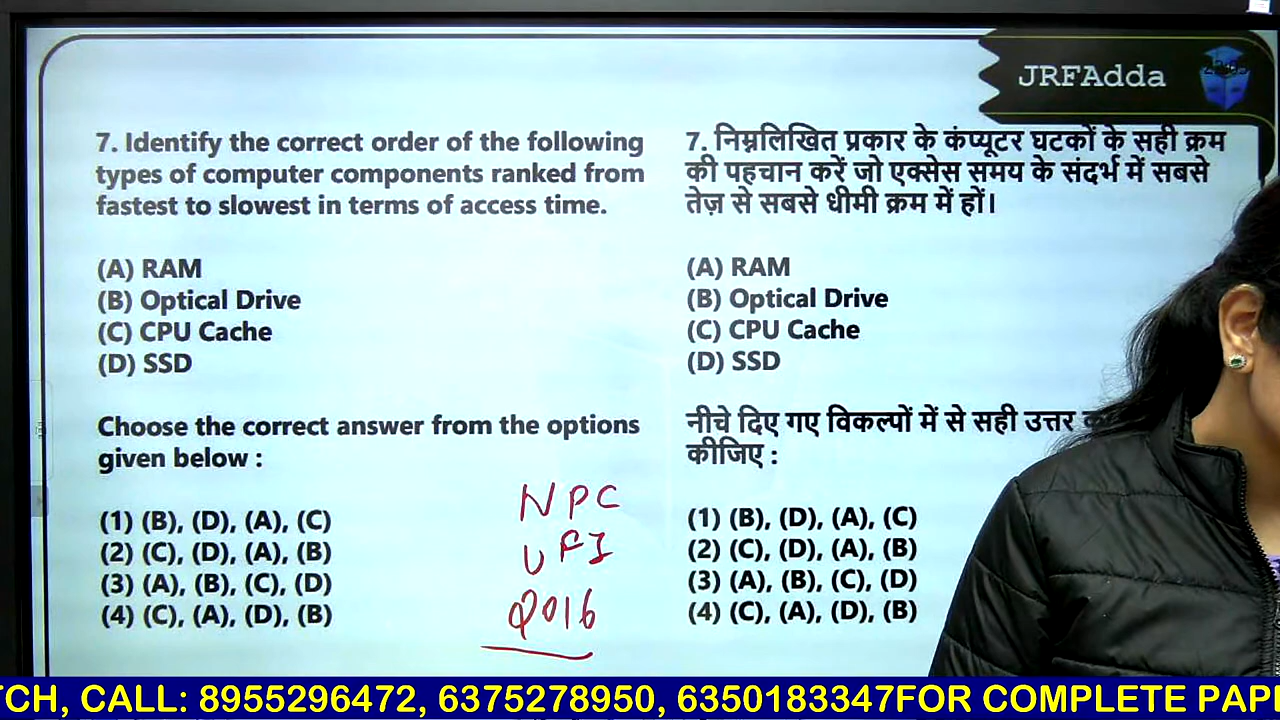 JRFAdda
7. Identify the correct order of the following
types of computer components ranked from
fastest to slowest in terms of access time.
(A) RAM
(B) Optical Drive
(C) CPU Cache
(D) SSD
Choose the correct answer from the options
given below :
(1) (B), (D), (A), (C)
(2) (C), (D), (A), (B)
(3) (A), (B), (C), (D)
(4) (C), (A), (D), (B)
NPC
UPI
2016
7. निम्नलिखित प्रकार के कंप्यूटर घटकों के सही क्रम
की पहचान करें जो एक्सेस समय के संदर्भ में सबसे
तेज़ से सबसे धीमी क्रम में हों।
(A) RAM
(B) Optical Drive
(C) CPU Cache
(D) SSD
नीचे दिए गए विकल्पों में से सही उत्तर
कीजिए :
(1) (B), (D), (A), (C)
(2) (C), (D), (A), (B)
(3) (A), (B), (C), (D)
(4) (C), (A), (D), (B)
TCH, CALL: 8955296472, 6375278950, 6350183347FOR COMPLETE PAPE